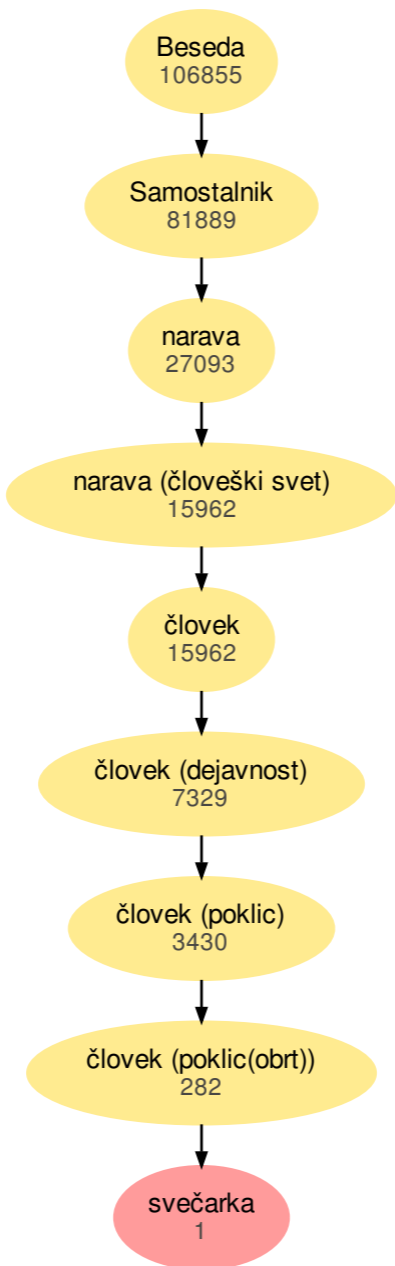 Beseda
106855
Samostalnik
81889
narava
27093
narava (človeški svet)
15962
človek
15962
človek (dejavnost)
7329
človek (poklic)
3430
človek (poklic(obrt))
282
svečarka
1